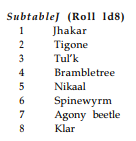 SubtableJ (Roll 1d8)
1 Jhakar
2 Tigone
3 Tul'k
4 Brambletree
5 Nikaal
6 Spinewyrm
7 Agony beetle
8 Klar